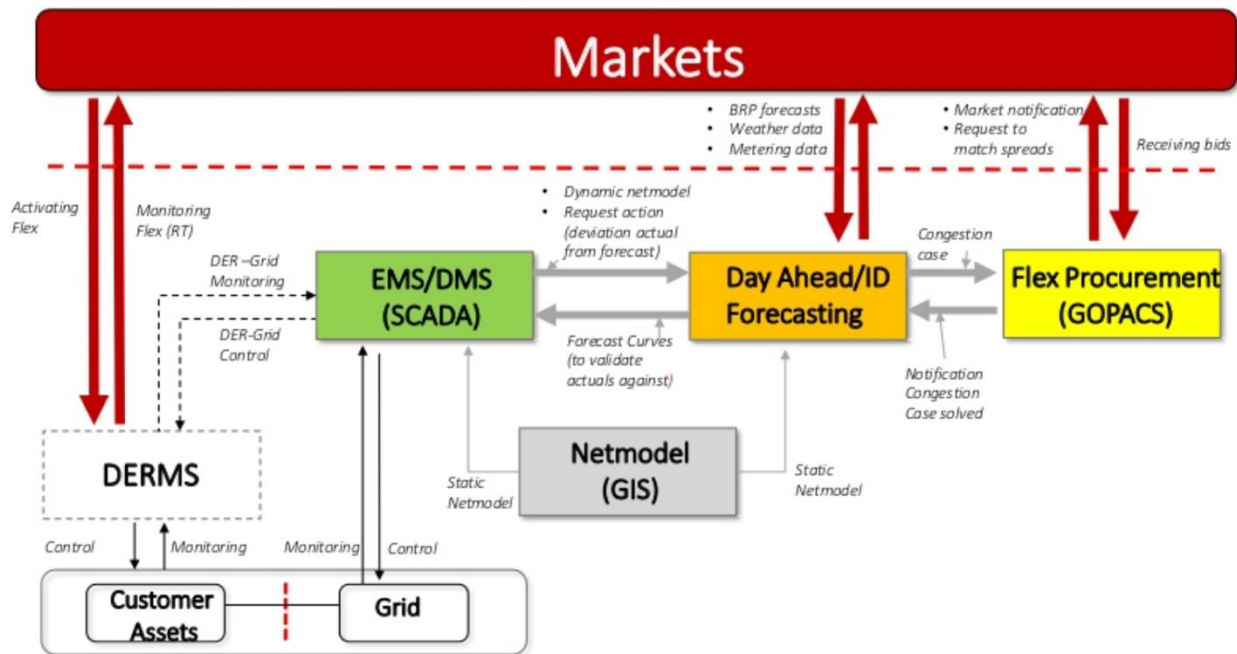 Markets
• BRP forecasts
• Weather data
• Metering data
• Market notification
• Request to
match spreads
Receiving bids
Activating
Flex
Monitoring
Flex (RT)
• Dynamic netmodel
• Request action
(deviation actual
from forecast)
DER –Grid
Monitoring
Congestion
case
EMS/DMS
(SCADA)
Day Ahead/ID
Forecasting
Flex Procurement
(GOPACS)
DER-Grid
Control
Forecast Curves
(to validate
actuals against)
Notification
Congestion
Case solved
DERMS
Netmodel
(GIS)
Static
Netmodel
Static
Netmodel
Control
Monitoring
Monitoring
Control
Customer
Assets
Grid